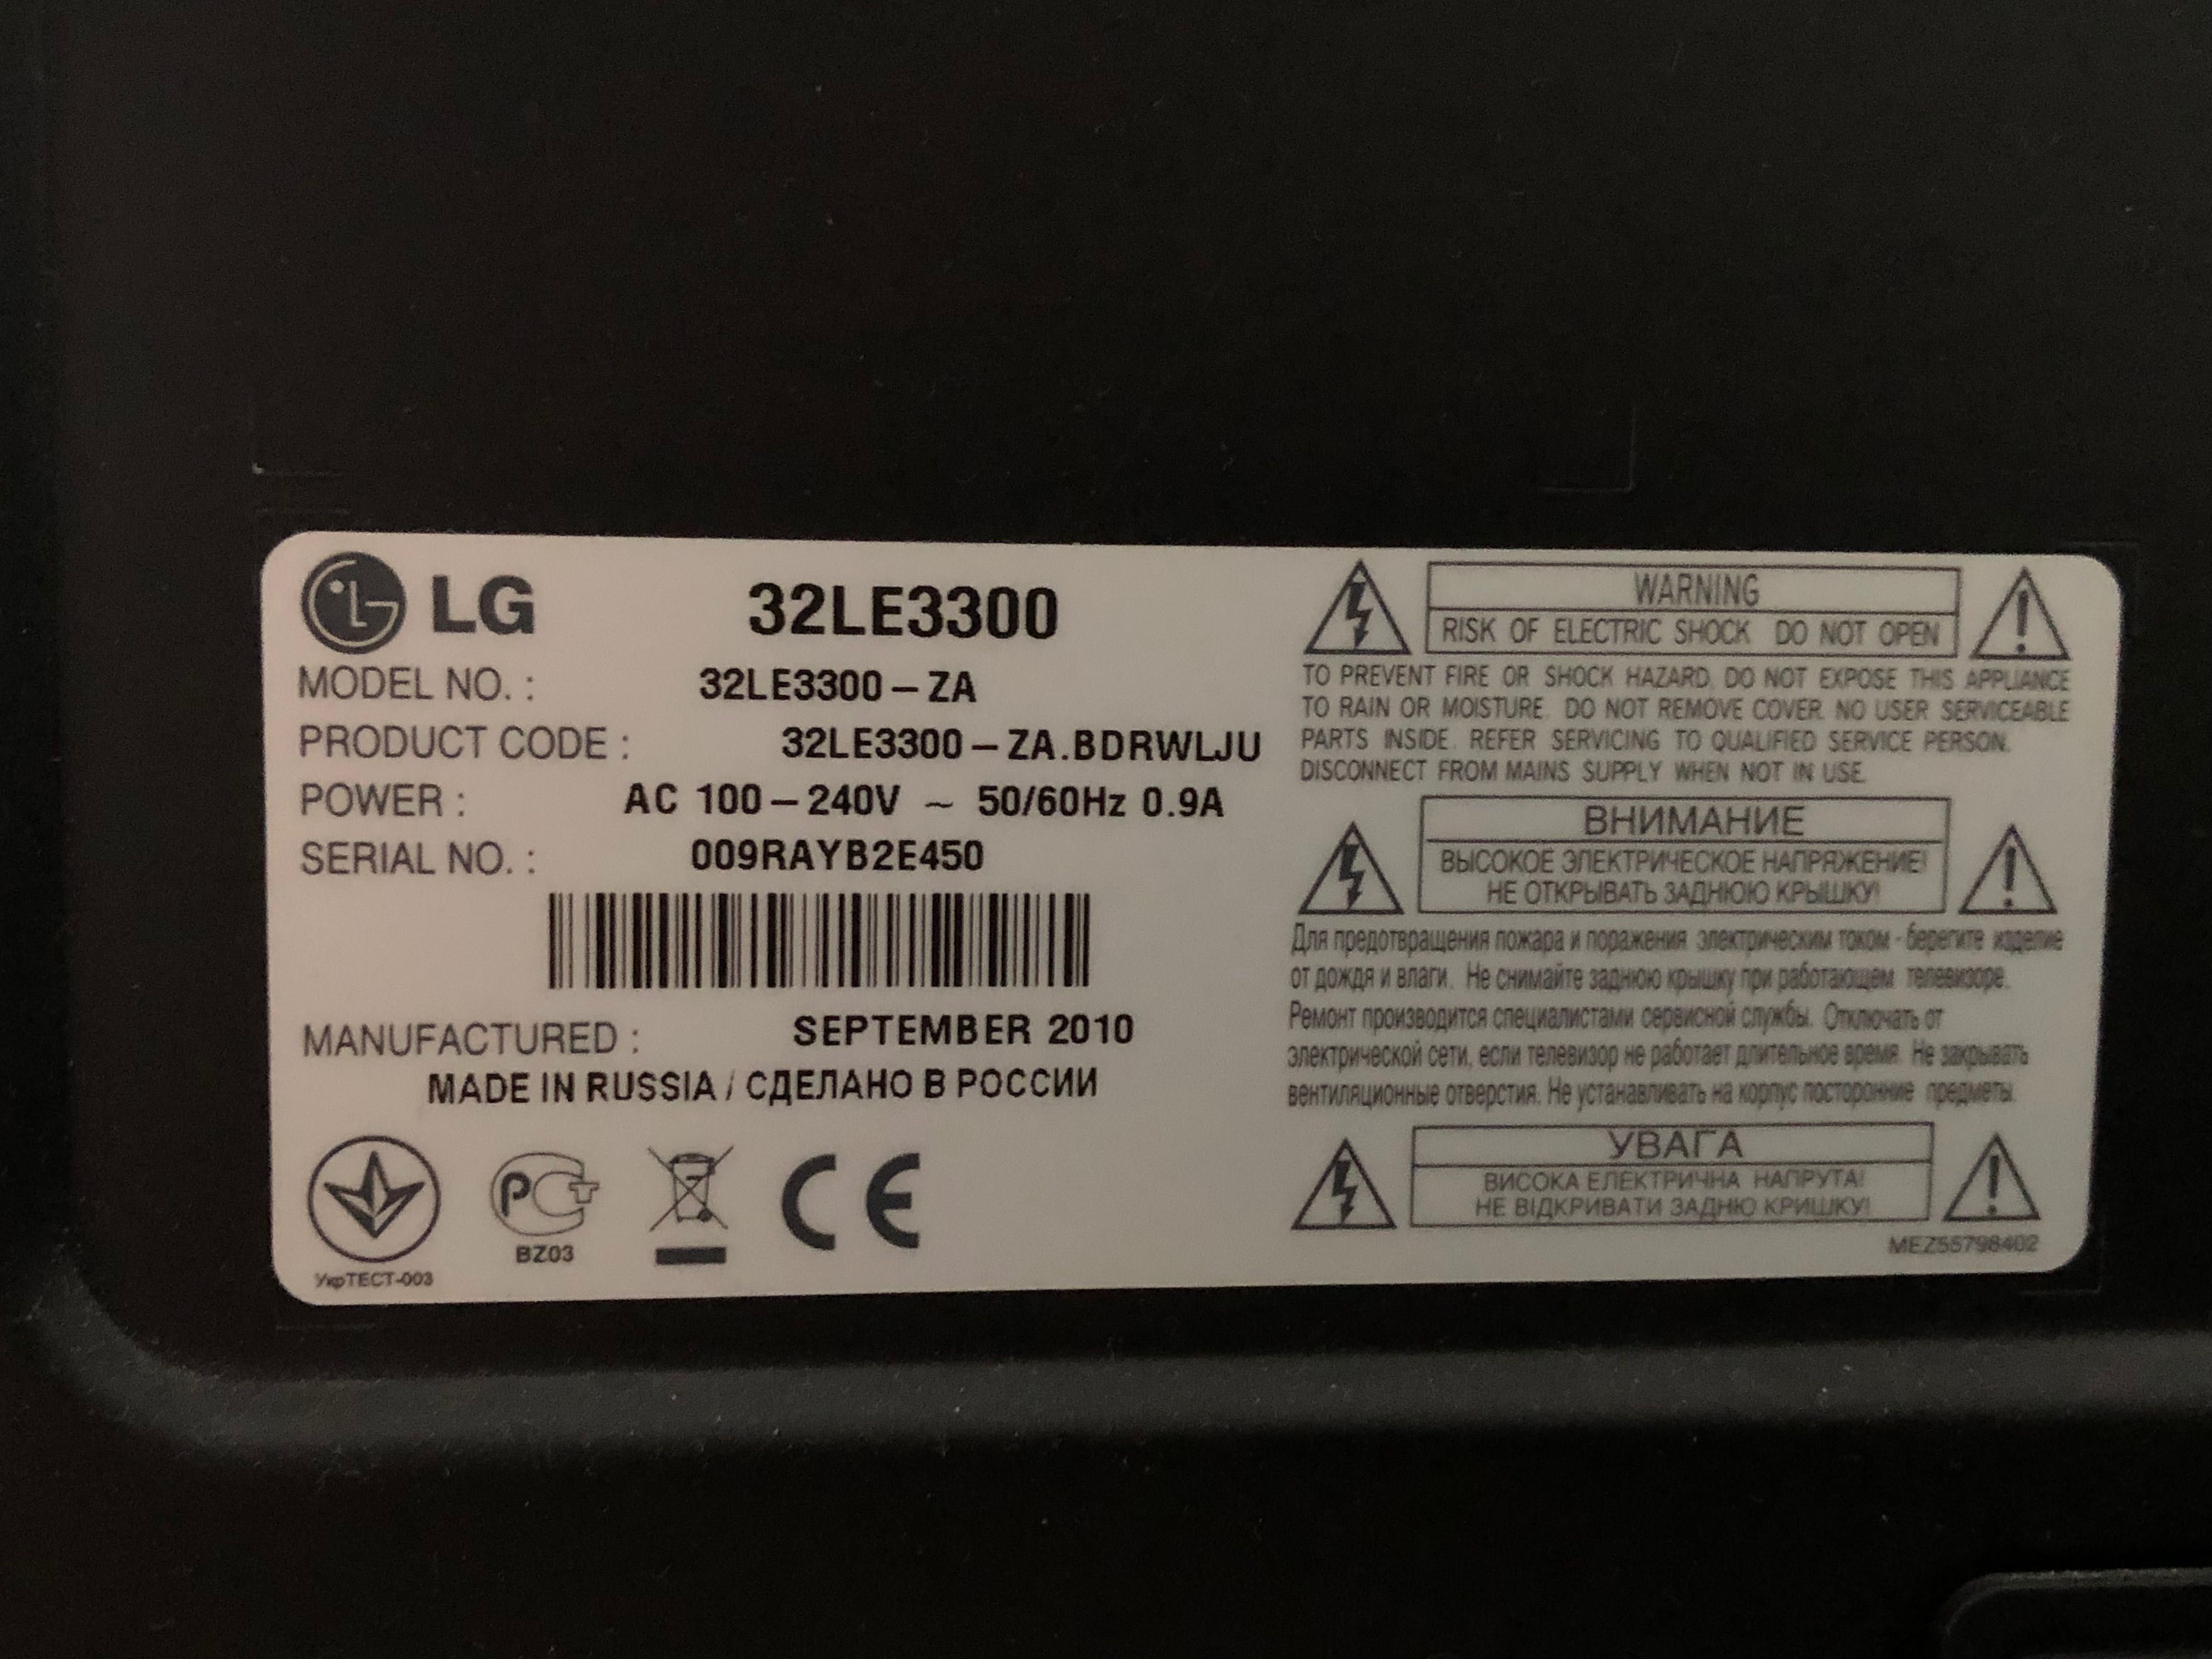 LG 32LE3300
MODEL NO. : 32LE3300-ZA
PRODUCT CODE : 32LE3300-ZA.BDRWLJU
POWER : AC 100-240V ~ 50/60Hz 0.9A
SERIAL NO. : 009RAYB2E450
MANUFACTURED : SEPTEMBER 2010
MADE IN RUSSIA / СДЕЛАНО В РОССИИ
УкрТЕСТ-003
РСТ
BZ03
CE
WARNING
RISK OF ELECTRIC SHOCK DO NOT OPEN
TO PREVENT FIRE OR SHOCK HAZARD, DO NOT EXPOSE THIS APPLIANCE
TO RAIN OR MOISTURE. DO NOT REMOVE COVER. NO USER SERVICEABLE
PARTS INSIDE. REFER SERVICING TO QUALIFIED SERVICE PERSON.
DISCONNECT FROM MAINS SUPPLY WHEN NOT IN USE.
ВНИМАНИЕ
ВЫСОКОЕ ЭЛЕКТРИЧЕСКОЕ НАПРЯЖЕНИЕ!
НЕ ОТКРЫВАТЬ ЗАДНЮЮ КРЫШКУ!
Для предотвращения пожара и поражения электрическим током - берегите изделие
от дождя и влаги. Не снимайте заднюю крышку при работающем телевизоре.
Ремонт производится специалистами сервисной службы. Отключать от
электрической сети, если телевизор не работает длительное время. Не закрывать
вентиляционные отверстия. Не устанавливать на корпус посторонние предметы.
УВАГА
ВИСОКА ЕЛЕКТРИЧНА НАПРУГА!
НЕ ВІДКРИВАТИ ЗАДНЮ КРИШКУ!
MEZ55798402